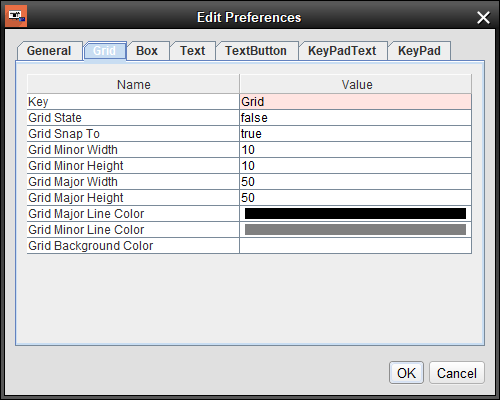 Edit Preferences
General Grid Box Text TextButton KeyPadText KeyPad
Name Value
Key Grid
Grid State false
Grid Snap To true
Grid Minor Width 10
Grid Minor Height 10
Grid Major Width 50
Grid Major Height 50
Grid Major Line Color
Grid Minor Line Color
Grid Background Color
OK Cancel